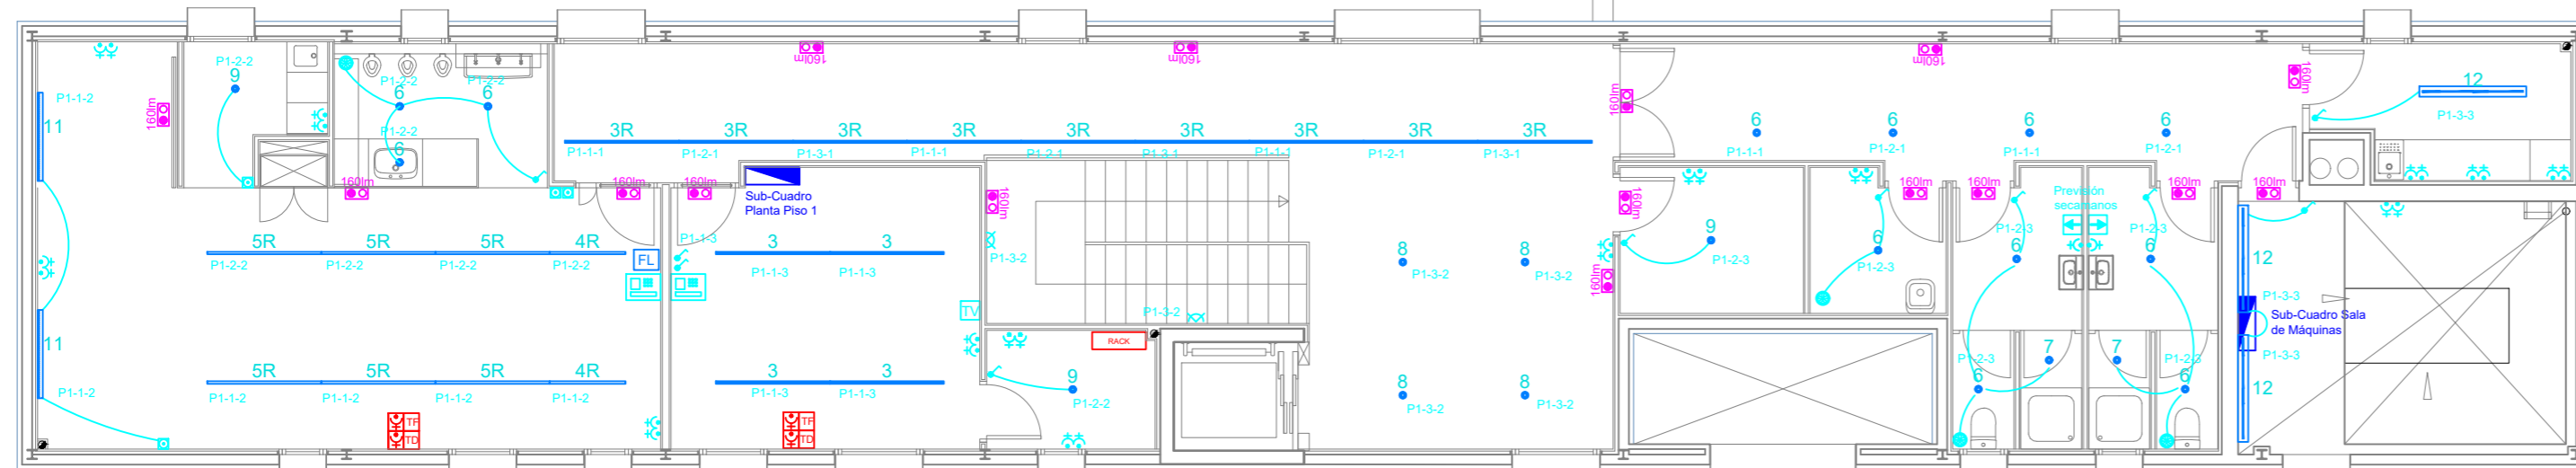 160lm
160lm
160lm
P1-2-2
9
P1-1-2
11
160lm
P1-2-2
6
P1-2-2
6
P1-2-2
6
3R
3R
3R
3R
3R
3R
3R
3R
3R
P1-1-1
P1-2-1
P1-3-1
P1-1-1
P1-2-1
P1-3-1
P1-1-1
P1-2-1
P1-3-1
160lm
6
6
6
6
P1-1-1
P1-2-1
P1-1-1
P1-2-1
160lm
12
P1-3-3
160lm
160lm
160lm
Sub-Cuadro
Planta Piso 1
160lm
160lm
160lm
160lm
160lm
160lm
Previsión
secamanos
5R
5R
5R
4R
P1-2-2
P1-2-2
P1-2-2
P1-2-2
FL
P1-1-3
3
3
P1-1-3
P1-1-3
P1-3-2
TV
P1-3-2
8
8
P1-3-2
P1-3-2
160lm
9
P1-2-3
6
P1-2-3
P1-2-3
6
P1-2-3
6
12
P1-3-3
Sub-Cuadro Sala
de Máquinas
P1-3-3
12
11
P1-1-2
5R
5R
5R
4R
P1-1-2
P1-1-2
P1-1-2
P1-1-2
TF
TD
3
3
P1-1-3
P1-1-3
TF
TD
RACK
9
P1-2-2
8
8
P1-3-2
P1-3-2
P1-2-3
6
7
7
P1-2-3
6